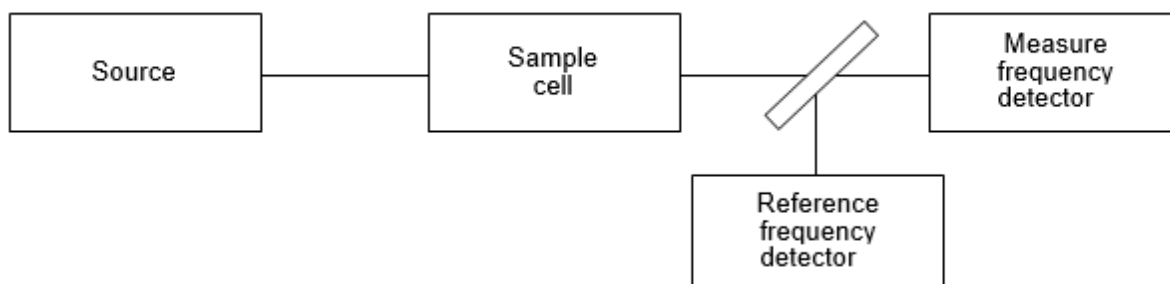 Source
Sample
cell
Measure
frequency
detector
Reference
frequency
detector